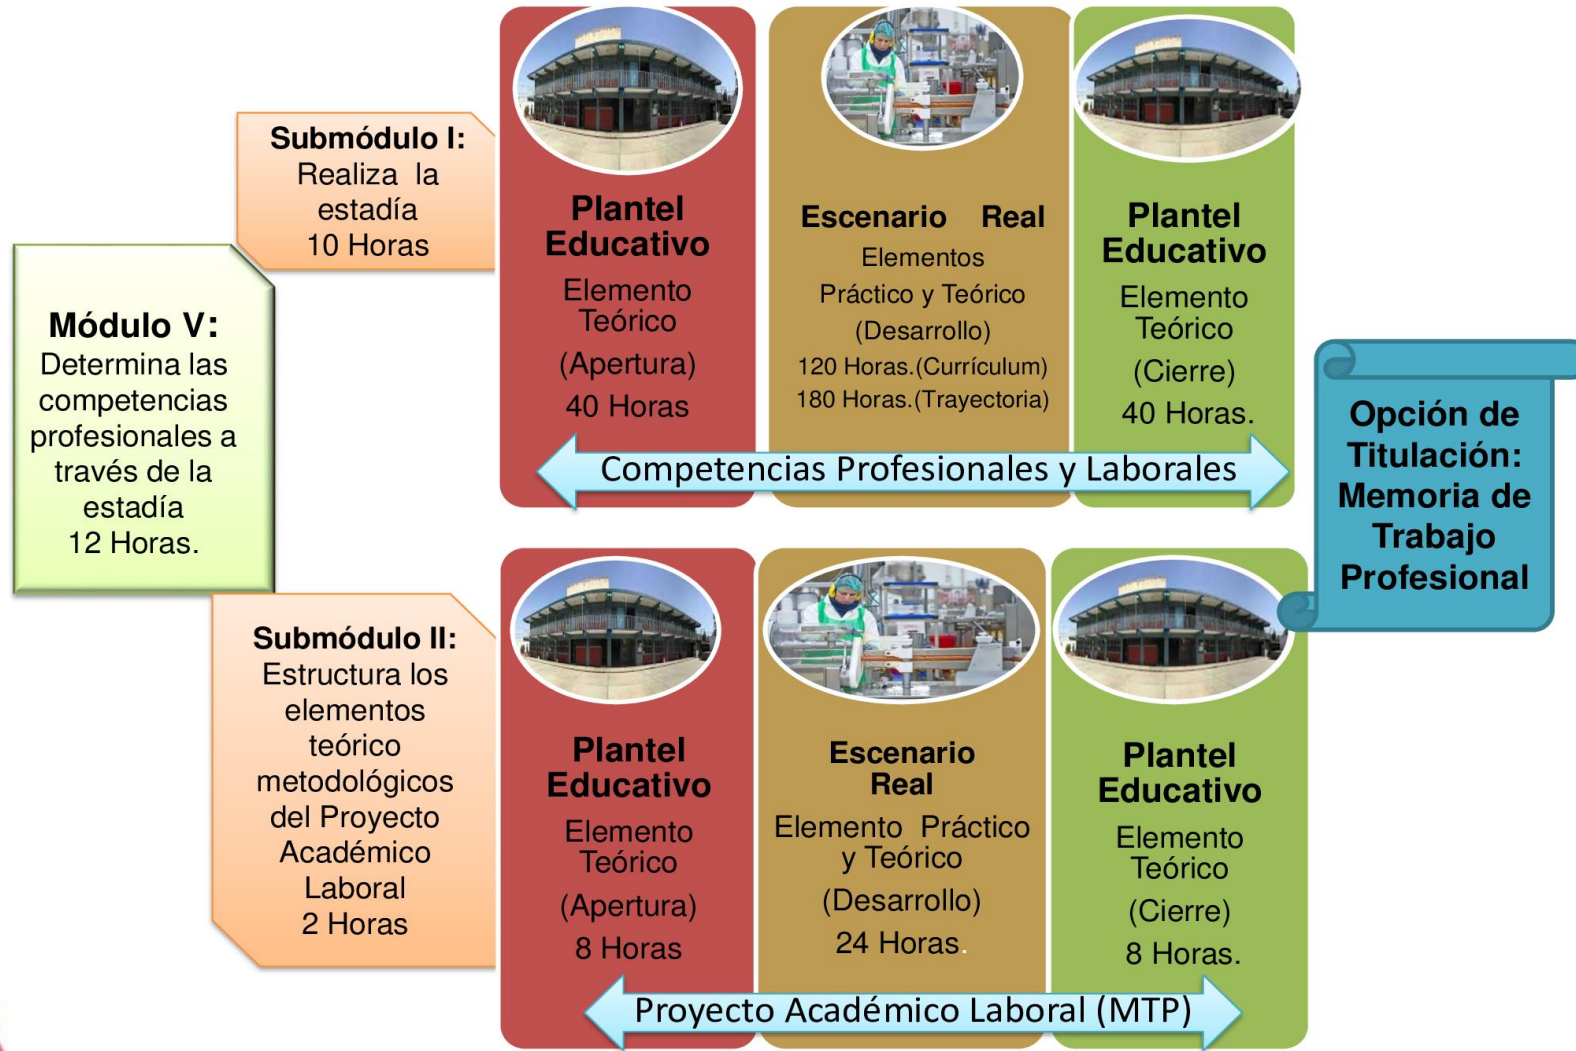 Módulo V:
Determina las
competencias
profesionales a
través de la
estadía
12 Horas.
Submódulo I:
Realiza la
estadía
10 Horas
Plantel
Educativo
Elemento
Teórico
(Apertura)
40 Horas
Escenario Real
Elementos
Práctico y Teórico
(Desarrollo)
120 Horas.(Currículum)
180 Horas.(Trayectoria)
Plantel
Educativo
Elemento
Teórico
(Cierre)
40 Horas.
Competencias Profesionales y Laborales
Submódulo II:
Estructura los
elementos
teórico
metodológicos
del Proyecto
Académico
Laboral
2 Horas
Plantel
Educativo
Elemento
Teórico
(Apertura)
8 Horas
Escenario
Real
Elemento Práctico
y Teórico
(Desarrollo)
24 Horas.
Plantel
Educativo
Elemento
Teórico
(Cierre)
8 Horas.
Proyecto Académico Laboral (MTP)
Opción de
Titulación:
Memoria de
Trabajo
Profesional